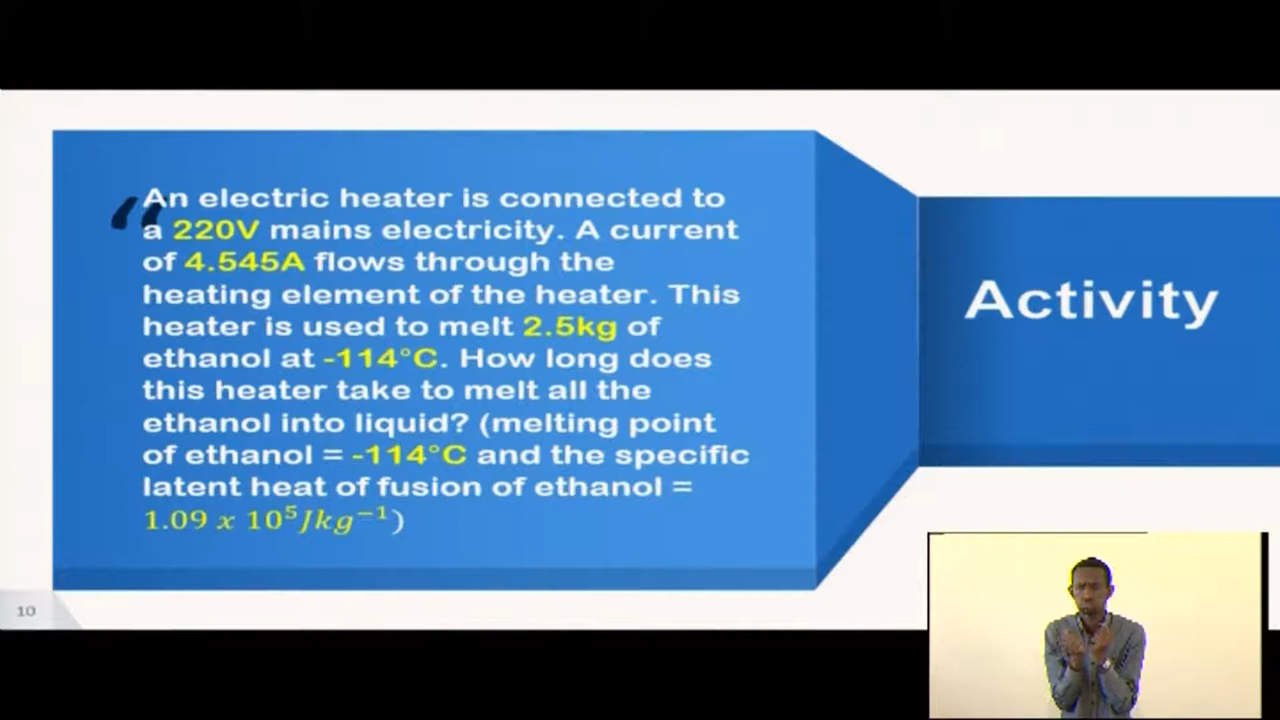 “
An electric heater is connected to
a 220V mains electricity. A current
of 4.545A flows through the
heating element of the heater. This
heater is used to melt 2.5kg of
ethanol at -114°C. How long does
this heater take to melt all the
ethanol into liquid? (melting point
of ethanol = -114°C and the specific
latent heat of fusion of ethanol =
1.09 x 10⁵Jkg⁻¹)
Activity
10